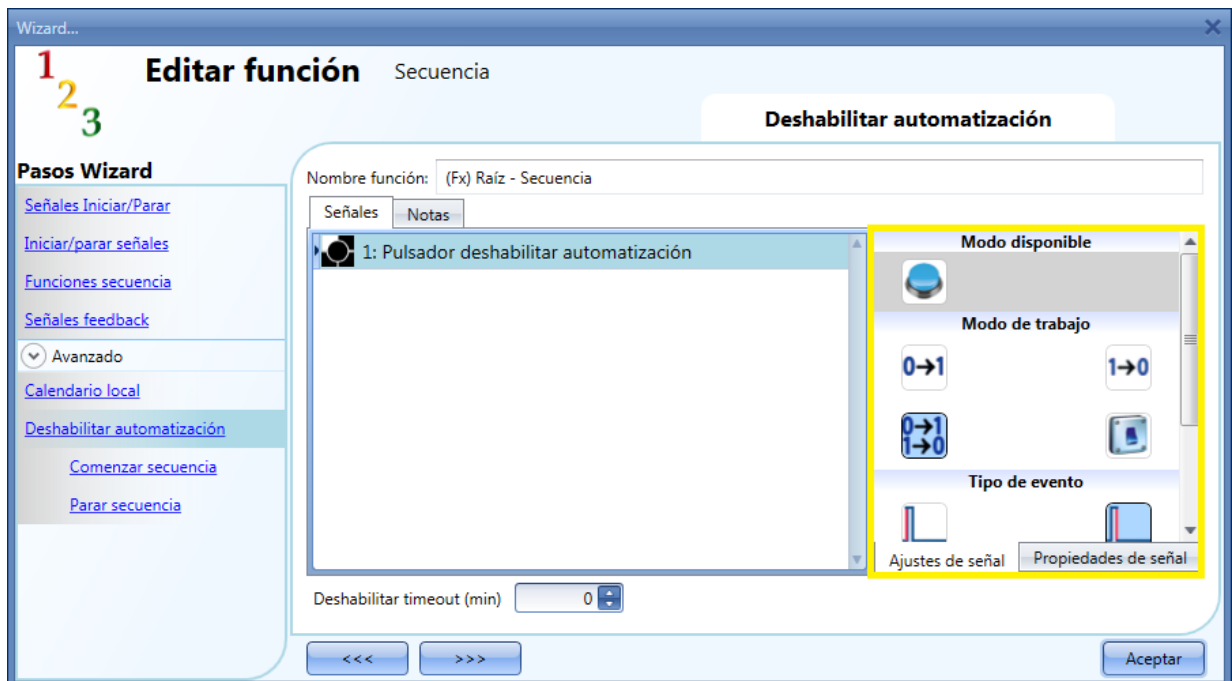 Wizard...
1 2 3
Editar función Secuencia
Deshabilitar automatización
Pasos Wizard
Señales Iniciar/Parar
Iniciar/parar señales
Funciones secuencia
Señales feedback
Avanzado
Calendario local
Deshabilitar automatización
Comenzar secuencia
Parar secuencia
Nombre función: (Fx) Raíz - Secuencia
Señales Notas
1: Pulsador deshabilitar automatización
Modo disponible
Modo de trabajo
0→1 1→0
0→1
1→0
Tipo de evento
Ajustes de señal Propiedades de señal
Deshabilitar timeout (min) 0
<<< >>> Aceptar